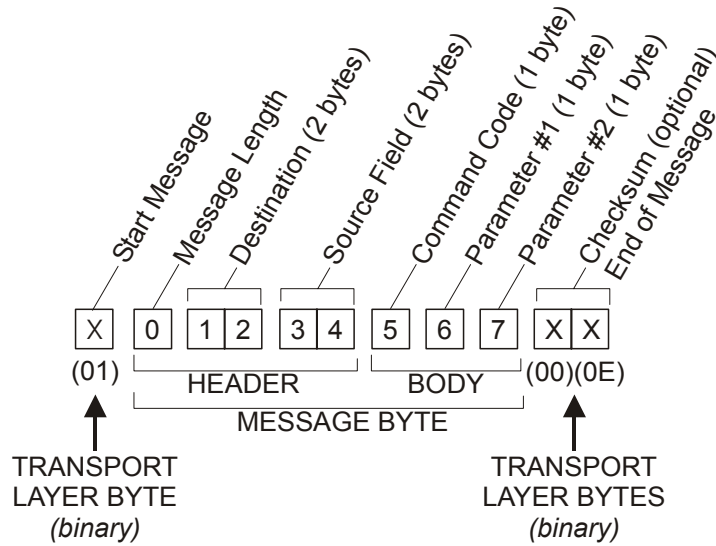 Start Message
Message Length
Destination (2 bytes)
Source Field (2 bytes)
Command Code (1 byte)
Parameter #1 (1 byte)
Parameter #2 (1 byte)
Checksum (optional)
End of Message
X 0 1 2 3 4 5 6 7 X X
(01) HEADER BODY (00)(0E)
MESSAGE BYTE
TRANSPORT
LAYER BYTE
(binary)
TRANSPORT
LAYER BYTES
(binary)